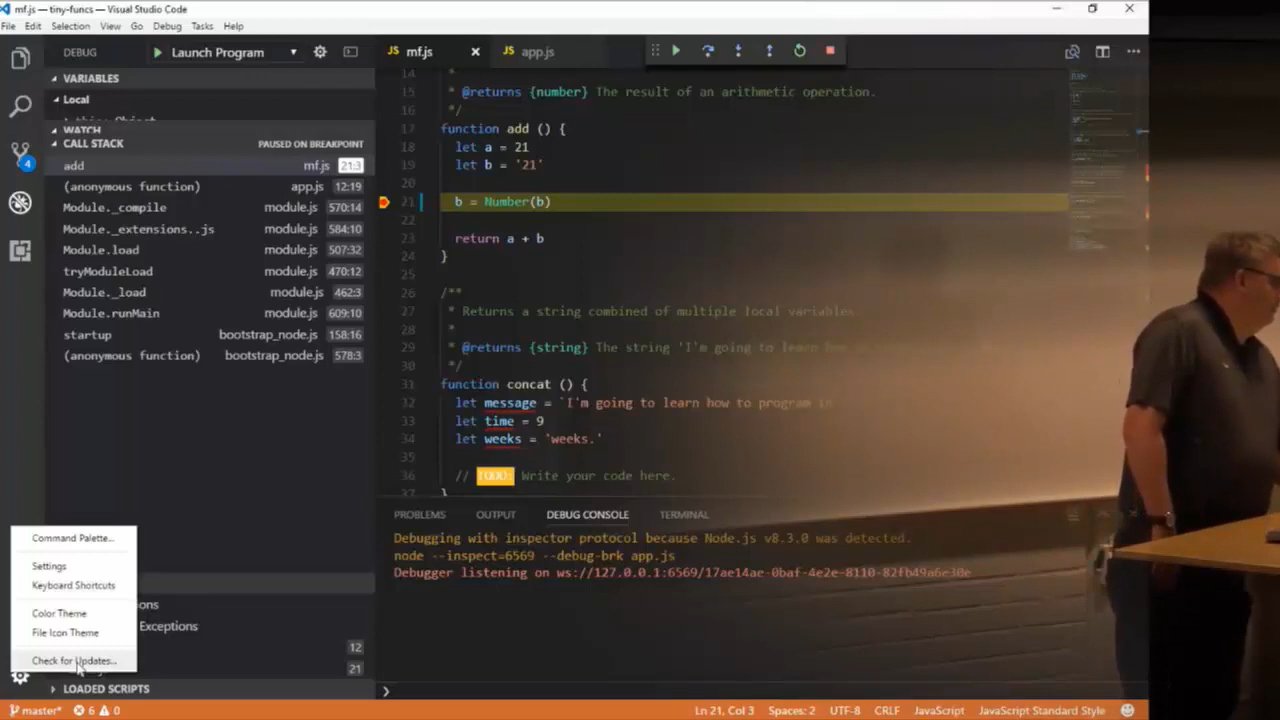 mf.js — tiny-funcs — Visual Studio Code
File Edit Selection View Go Debug Tasks Help
DEBUG Launch Program
JS mf.js JS app.js
VARIABLES
Local
this: Object
WATCH
CALL STACK PAUSED ON BREAKPOINT
add mf.js 21:3
(anonymous function) app.js 12:19
Module._compile module.js 570:14
Module._extensions..js module.js 584:10
Module.load module.js 507:32
tryModuleLoad module.js 470:12
Module._load module.js 462:3
Module.runMain module.js 609:10
startup bootstrap_node.js 158:16
(anonymous function) bootstrap_node.js 578:3
4
Command Palette...
Settings
Keyboard Shortcuts
Color Theme
File Icon Theme
Check for Updates...
ions
Exceptions
12
21
LOADED SCRIPTS
14 *
15 * @returns {number} The result of an arithmetic operation.
16 */
17 function add () {
18 let a = 21
19 let b = '21'
20
21 b = Number(b)
22
23 return a + b
24 }
25
26 /**
27 * Returns a string combined of multiple local variables
28 *
29 * @returns {string} The string 'I'm going to learn how
30 */
31 function concat () {
32 let message = `I'm going to learn how to program in
33 let time = 9
34 let weeks = 'weeks.'
35
36 // TODO: Write your code here.
37 }
PROBLEMS OUTPUT DEBUG CONSOLE TERMINAL
Debugging with inspector protocol because Node.js v8.3.0 was detected.
node --inspect=6569 --debug-brk app.js
Debugger listening on ws://127.0.0.1:6569/17ae14ae-0baf-4e2e-8110-82fb49a6e30e
master* 6 0 Ln 21, Col 3 Spaces: 2 UTF-8 CRLF JavaScript JavaScript Standard Style